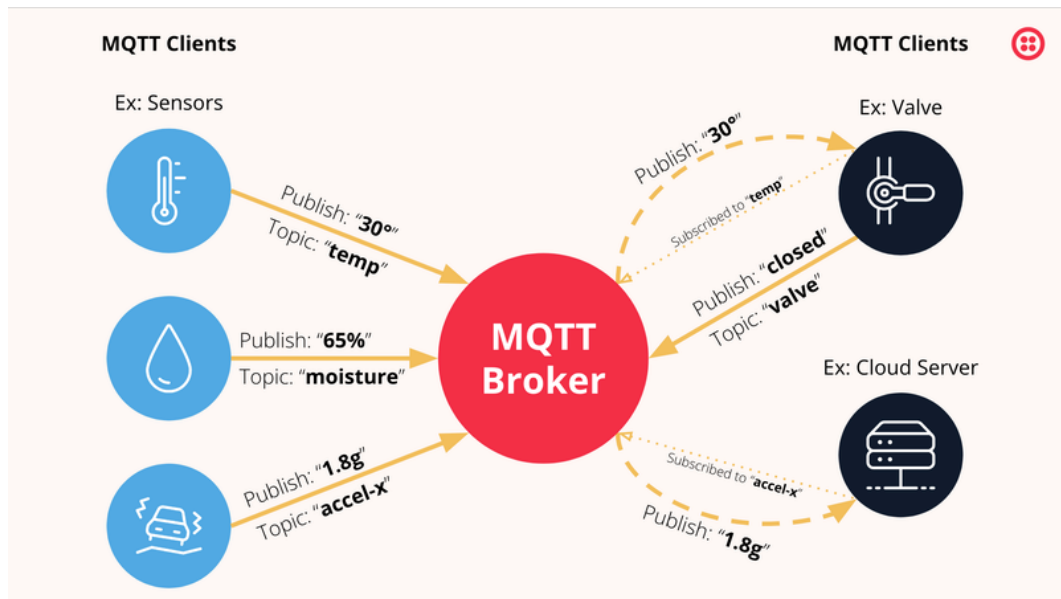 MQTT Clients
MQTT Clients
Ex: Sensors
Ex: Valve
Publish: “30°”
Topic: “temp”
Publish: “30°”
Subscribed to “temp”
Publish: “closed”
Topic: “valve”
MQTT
Broker
Publish: “65%”
Topic: “moisture”
Ex: Cloud Server
Publish: “1.8g”
Topic: “accel-x”
Subscribed to “accel-x”
Publish: “1.8g”